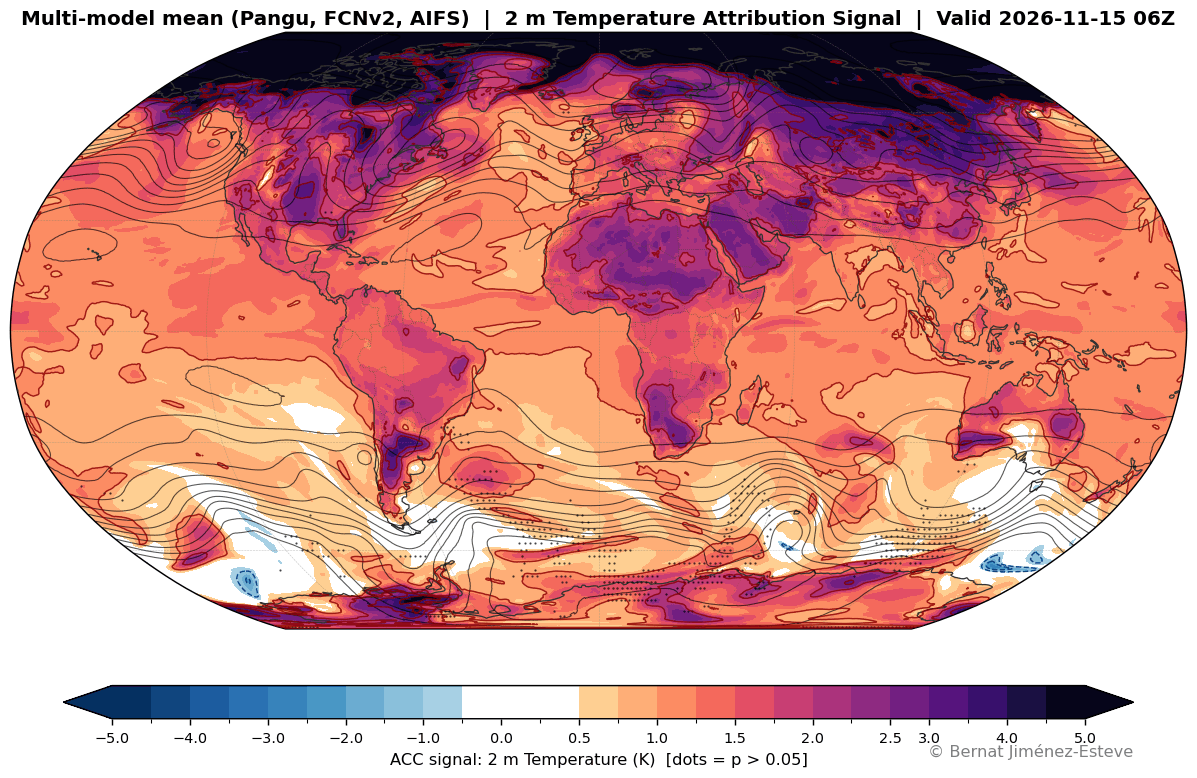 Multi-model mean (Pangu, FCNv2, AIFS)  |  2 m Temperature Attribution Signal  |  Valid 2026-11-15 06Z
−5.0 −4.0 −3.0 −2.0 −1.0 0.0 0.5 1.0 1.5 2.0 2.5 3.0 4.0 5.0
© Bernat Jiménez-Esteve
ACC signal: 2 m Temperature (K)  [dots = p > 0.05]